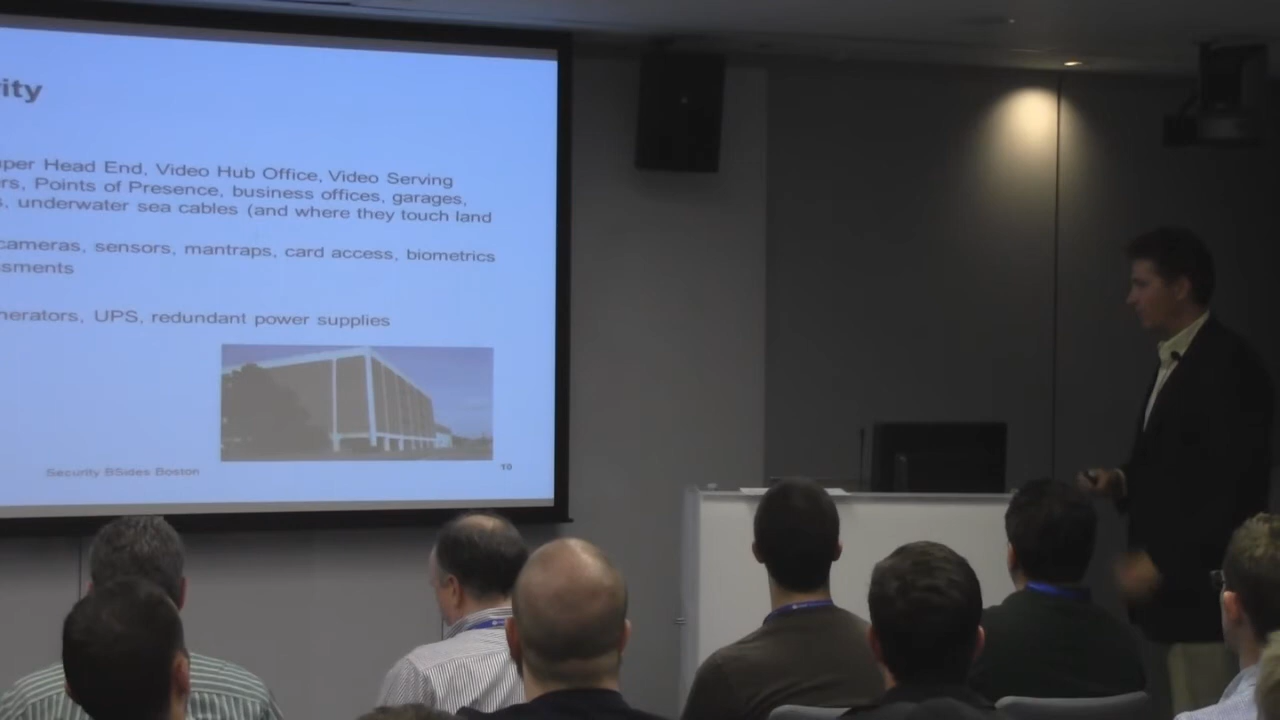 ity
per Head End, Video Hub Office, Video Serving
rs, Points of Presence, business offices, garages,
s, underwater sea cables (and where they touch land
cameras, sensors, mantraps, card access, biometrics
sments
nerators, UPS, redundant power supplies
Security BSides Boston
10